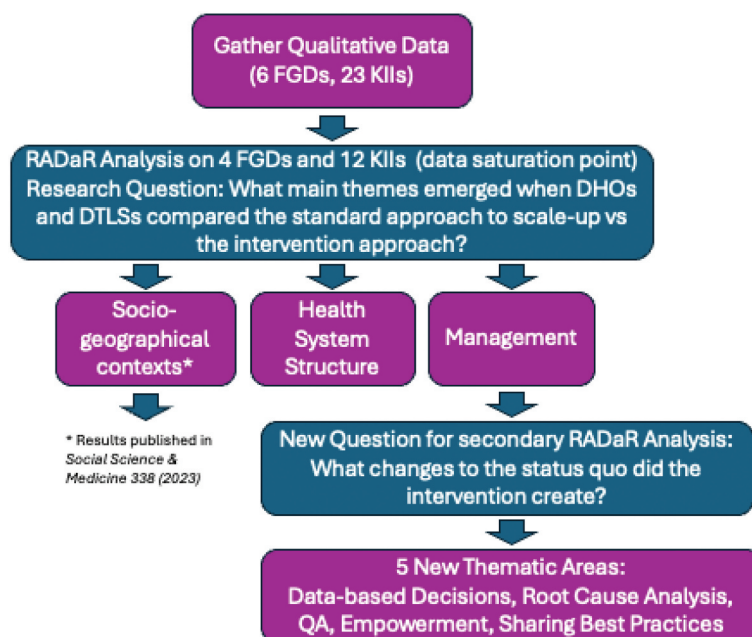 Gather Qualitative Data
(6 FGDs, 23 KIIs)
RADaR Analysis on 4 FGDs and 12 KIIs (data saturation point)
Research Question: What main themes emerged when DHOs
and DTLSs compared the standard approach to scale-up vs
the intervention approach?
Socio-
geographical
contexts*
Health
System
Structure
Management
* Results published in
Social Science &
Medicine 338 (2023)
New Question for secondary RADaR Analysis:
What changes to the status quo did the
intervention create?
5 New Thematic Areas:
Data-based Decisions, Root Cause Analysis,
QA, Empowerment, Sharing Best Practices